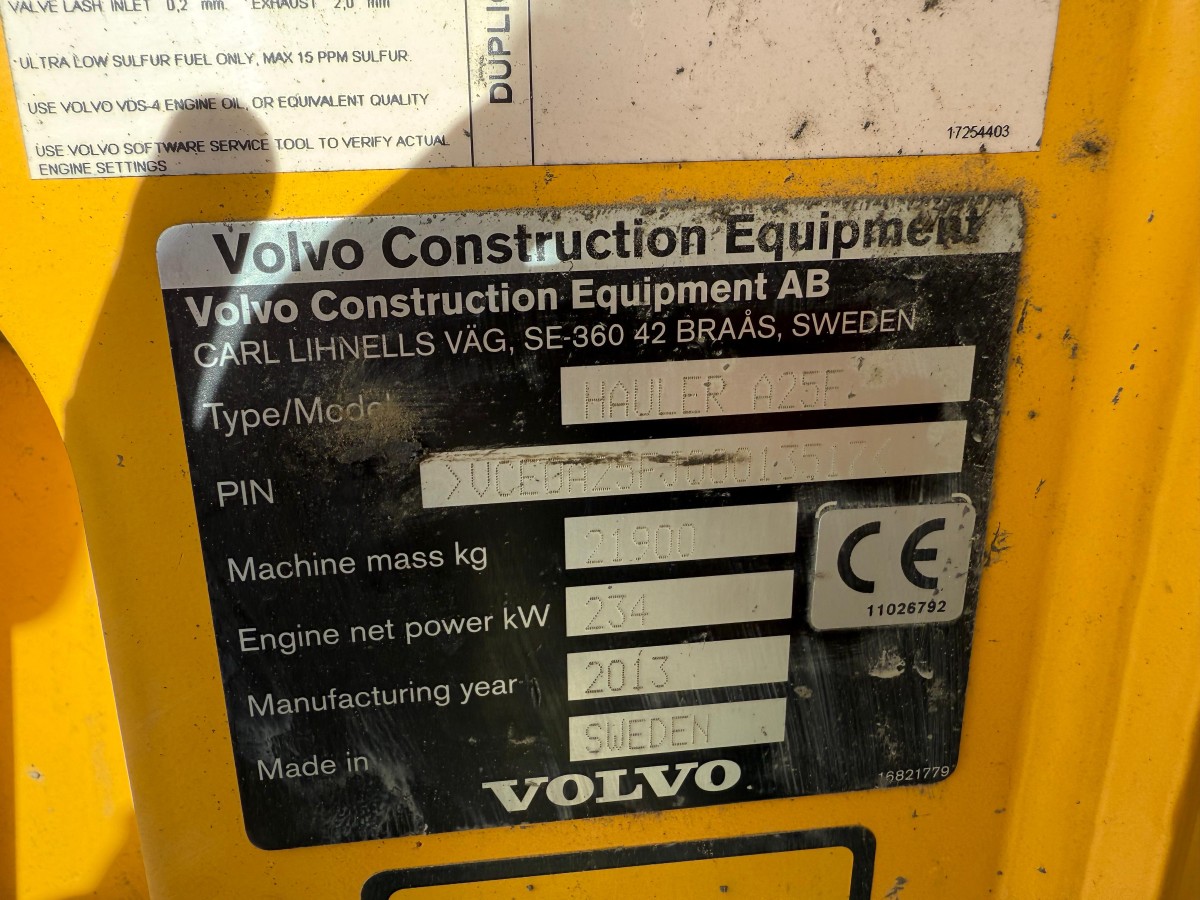 VALVE LASH INLET 0,2 mm. EXHAUST 2,0 mm
ULTRA LOW SULFUR FUEL ONLY, MAX 15 PPM SULFUR.
USE VOLVO VDS-4 ENGINE OIL, OR EQUIVALENT QUALITY
USE VOLVO SOFTWARE SERVICE TOOL TO VERIFY ACTUAL
ENGINE SETTINGS
17254403
Volvo Construction Equipment
Volvo Construction Equipment AB
CARL LIHNELLS VÄG, SE-360 42 BRAÅS, SWEDEN
Type/Model HAULER A25F
PIN
Machine mass kg 21900
CE
11026792
Engine net power kW 234
Manufacturing year 2013
Made in SWEDEN
VOLVO
16821779